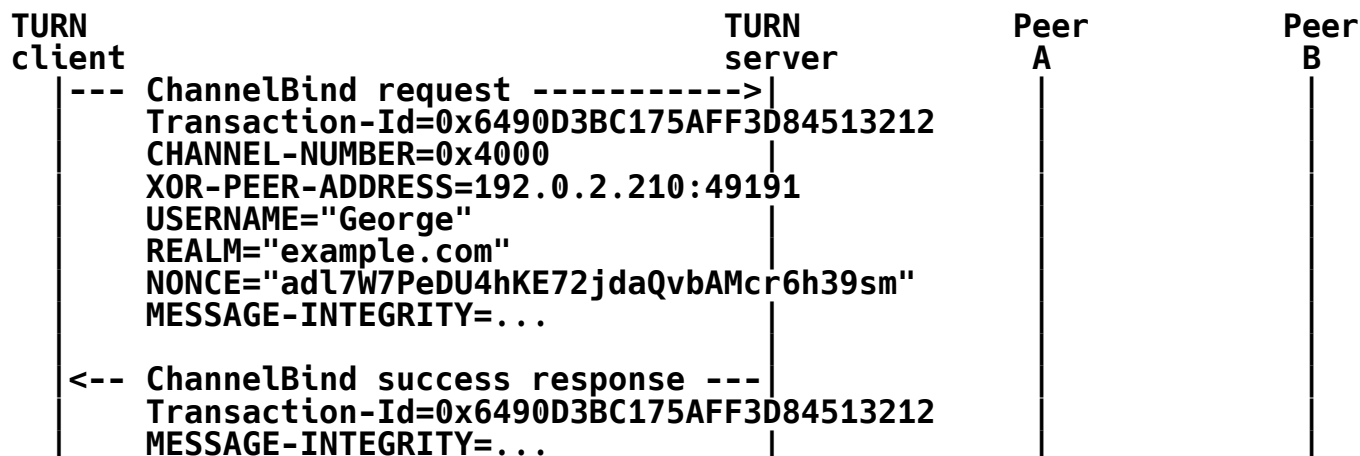 TURN                                 TURN           Peer          Peer
client                               server          A             B
  |--- ChannelBind request ----------->|             |             |
  |    Transaction-Id=0x6490D3BC175AFF3D84513212     |             |
  |    CHANNEL-NUMBER=0x4000           |             |             |
  |    XOR-PEER-ADDRESS=192.0.2.210:49191            |             |
  |    USERNAME="George"               |             |             |
  |    REALM="example.com"             |             |             |
  |    NONCE="adl7W7PeDU4hKE72jdaQvbAMcr6h39sm"      |             |
  |    MESSAGE-INTEGRITY=...           |             |             |
  |                                    |             |             |
  |<-- ChannelBind success response ---|             |             |
  |    Transaction-Id=0x6490D3BC175AFF3D84513212     |             |
  |    MESSAGE-INTEGRITY=...           |             |             |